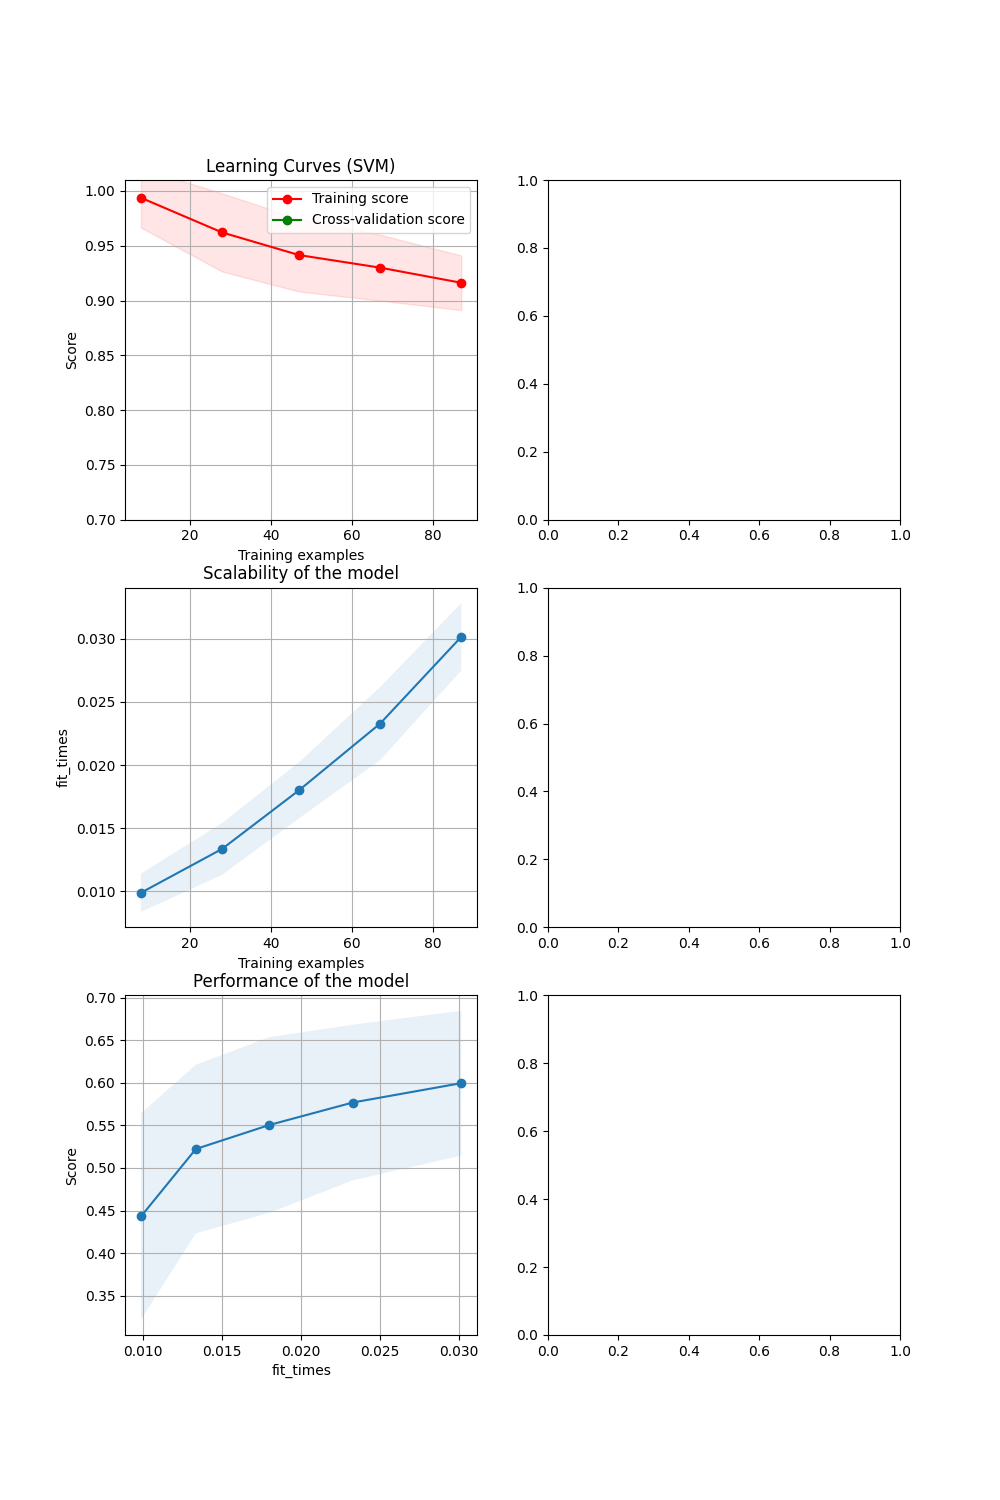 Learning Curves (SVM)
Training score
Cross-validation score
1.00
0.95
0.90
0.85
0.80
0.75
0.70
Score
20 40 60 80
Training examples
1.0
0.8
0.6
0.4
0.2
0.0
0.0 0.2 0.4 0.6 0.8 1.0
Scalability of the model
0.030
0.025
0.020
0.015
0.010
fit_times
20 40 60 80
Training examples
1.0
0.8
0.6
0.4
0.2
0.0
0.0 0.2 0.4 0.6 0.8 1.0
Performance of the model
0.70
0.65
0.60
0.55
0.50
0.45
0.40
0.35
Score
0.010 0.015 0.020 0.025 0.030
fit_times
1.0
0.8
0.6
0.4
0.2
0.0
0.0 0.2 0.4 0.6 0.8 1.0